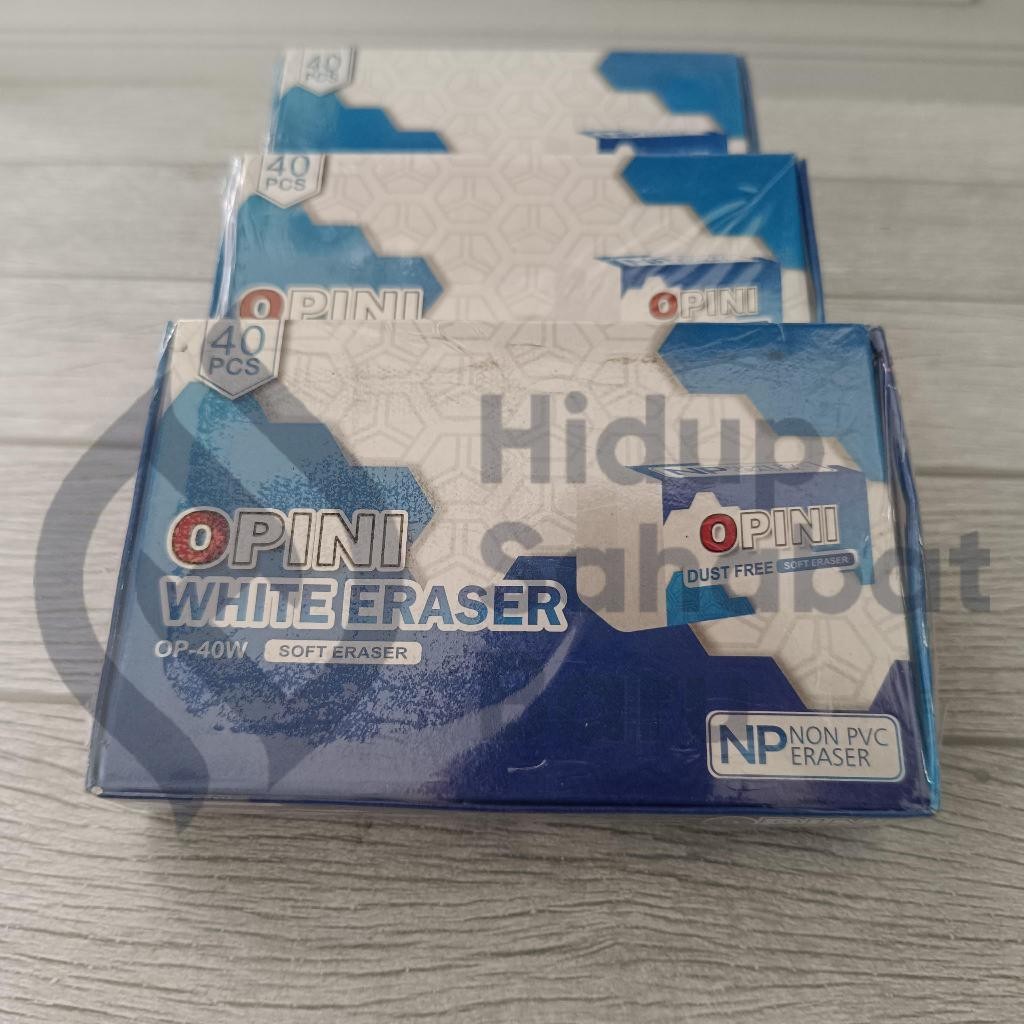 40
PCS
40
PCS
OPINI
OPINI
40
PCS
OPINI
WHITE ERASER
OP-40W SOFT ERASER
OPINI
DUST FREE SOFT ERASER
NP NON PVC
ERASER
Hidup
Sahabat